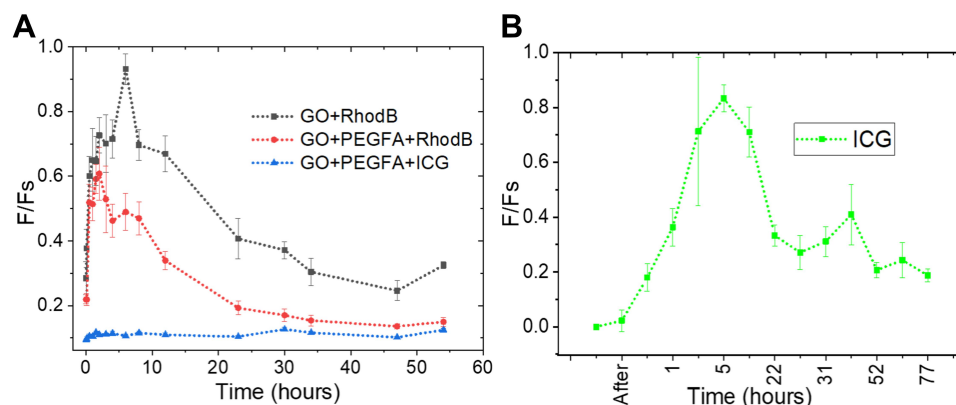 A
1.0
0.8
0.6
0.4
0.2
F/Fs
0 10 20 30 40 50 60
Time (hours)
GO+RhodB
GO+PEGFA+RhodB
GO+PEGFA+ICG
B
1.0
0.8
0.6
0.4
0.2
0.0
F/Fs
After 1 5 22 31 52 77
Time (hours)
ICG